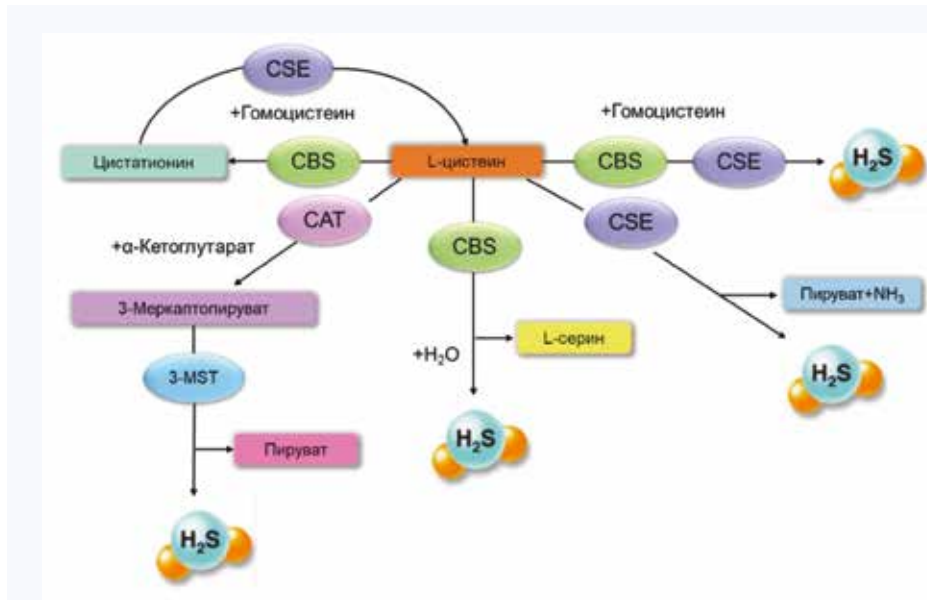 CSE
+Гомоцистеин
+Гомоцистеин
Цистатионин
CBS
L-цистеин
CBS
CSE
H₂S
CAT
CSE
+α-Кетоглутарат
CBS
3-Меркаптопируват
Пируват+NH₃
+H₂O
L-серин
3-MST
H₂S
H₂S
Пируват
H₂S